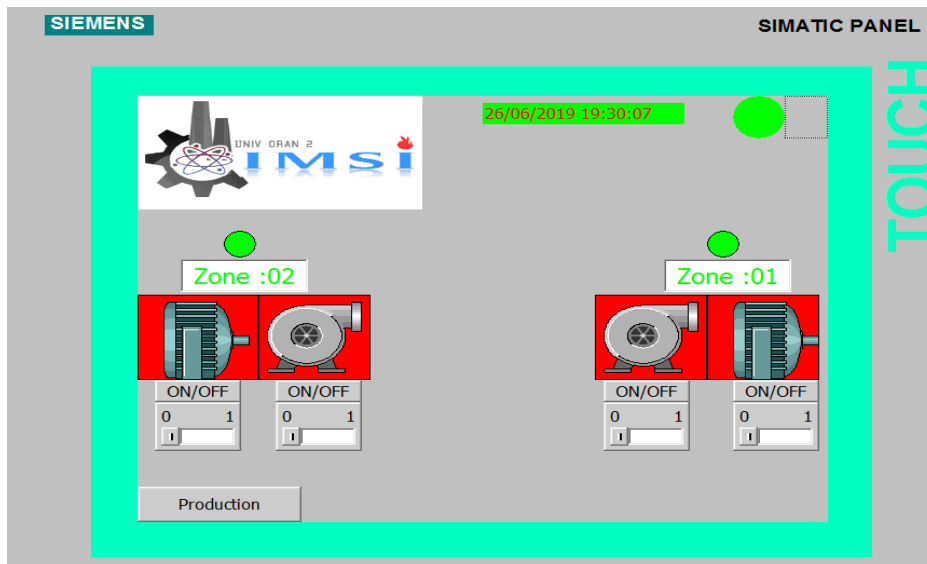 SIEMENS
SIMATIC PANEL
TOUCH
UNIV ORAN 2
IMSI
26/06/2019 19:30:07
Zone :02
Zone :01
ON/OFF
ON/OFF
ON/OFF
ON/OFF
0 1
0 1
0 1
0 1
Production